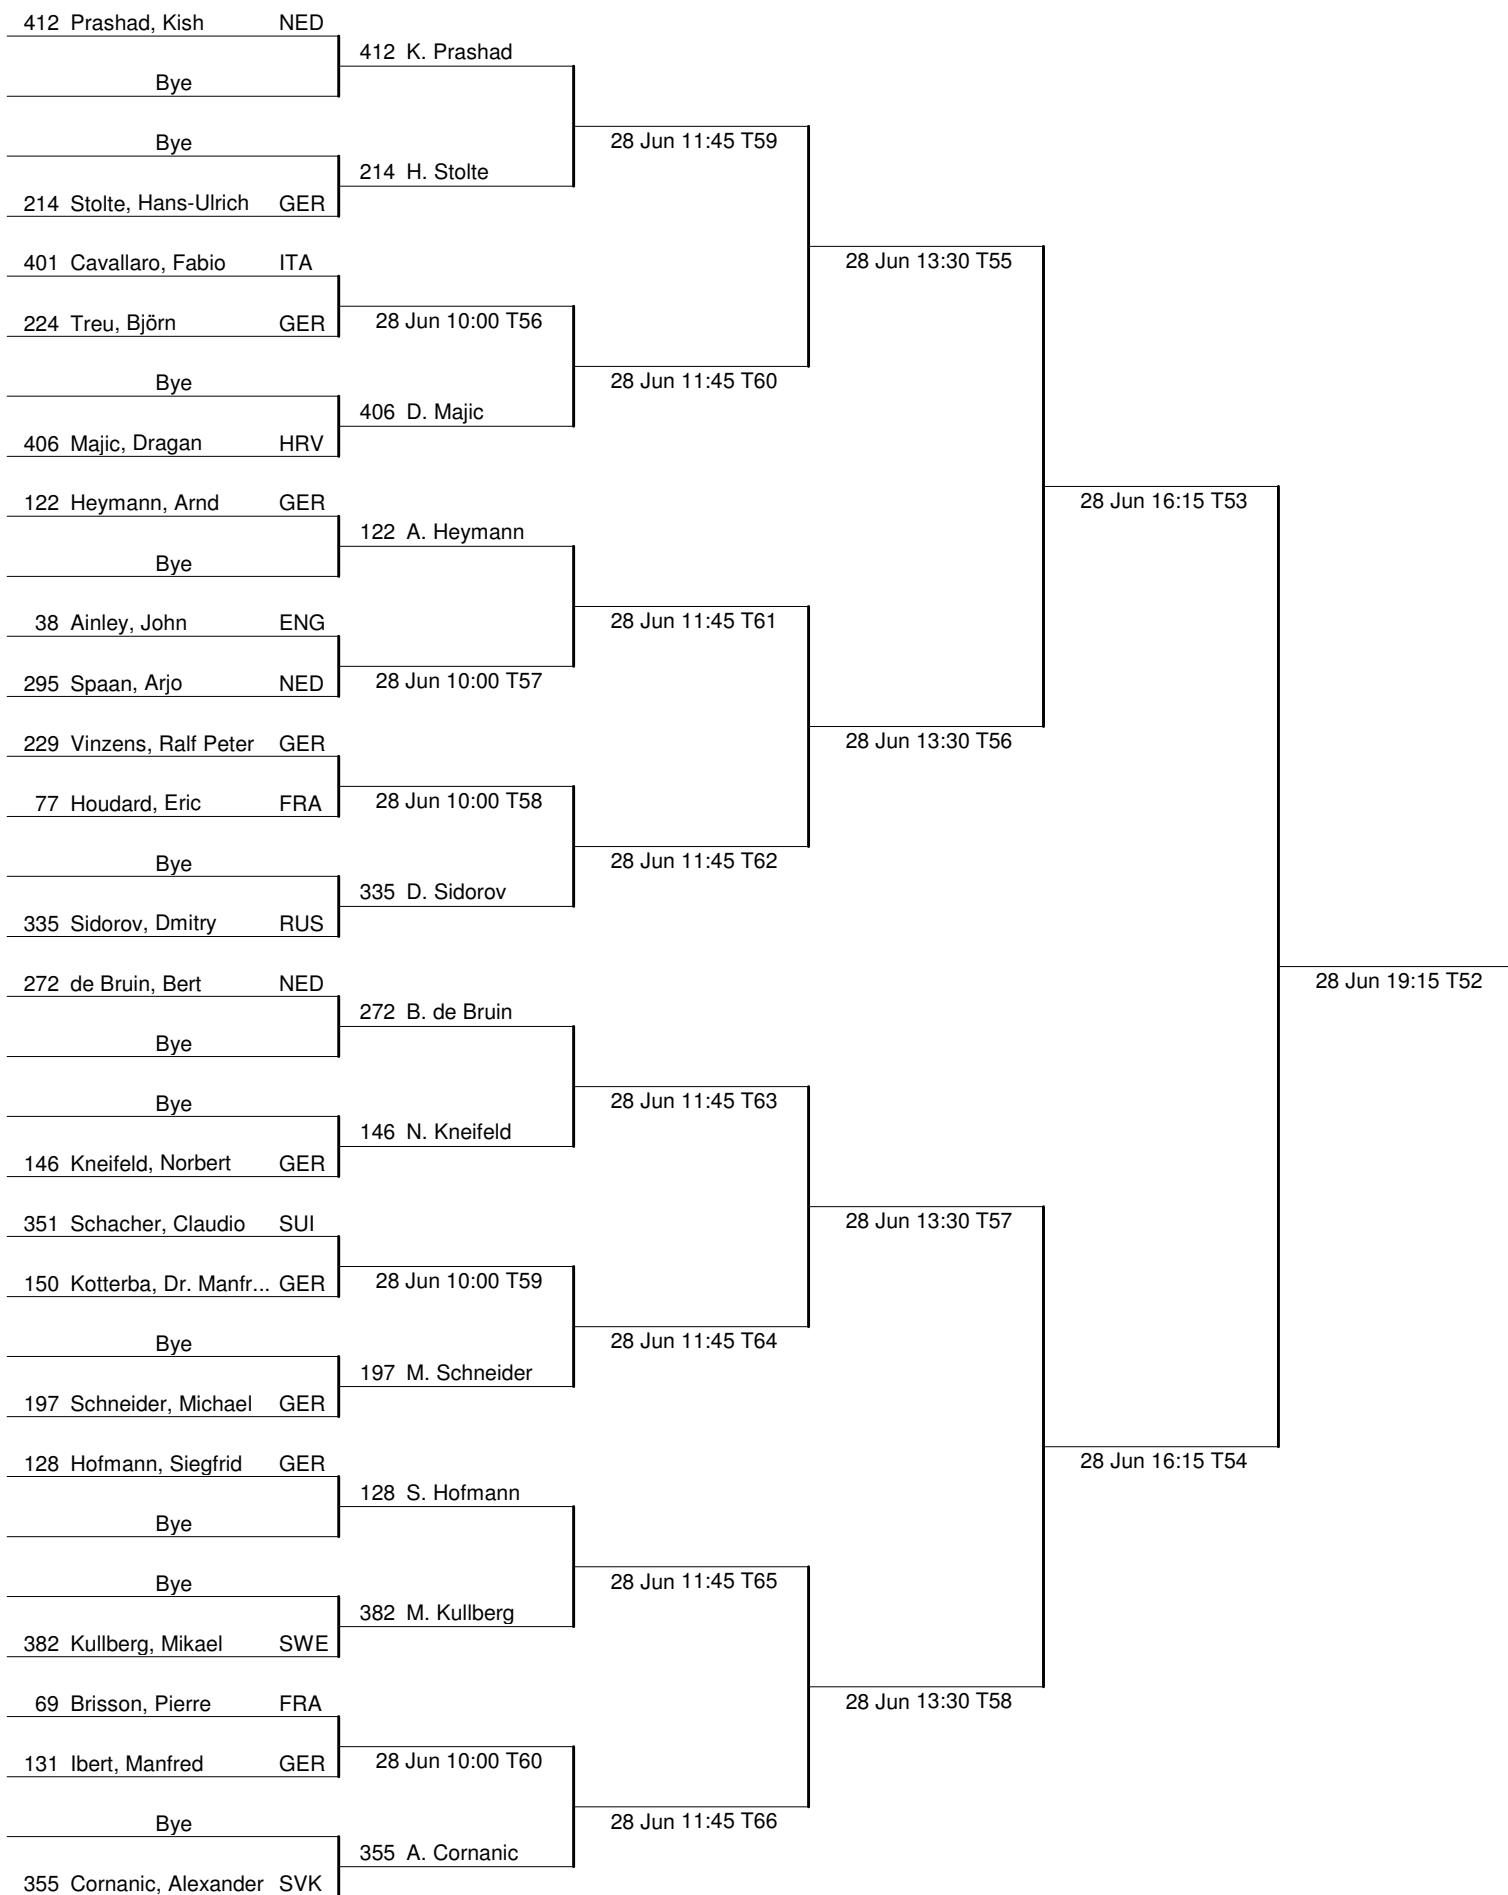 412 Prashad, Kish NED
412 K. Prashad
Bye
28 Jun 11:45 T59
Bye
214 H. Stolte
214 Stolte, Hans-Ulrich GER
401 Cavallaro, Fabio ITA
28 Jun 13:30 T55
224 Treu, Björn GER
28 Jun 10:00 T56
Bye
28 Jun 11:45 T60
406 D. Majic
406 Majic, Dragan HRV
122 Heymann, Arnd GER
28 Jun 16:15 T53
122 A. Heymann
Bye
38 Ainley, John ENG
28 Jun 11:45 T61
295 Spaan, Arjo NED
28 Jun 10:00 T57
229 Vinzens, Ralf Peter GER
28 Jun 13:30 T56
77 Houdard, Eric FRA
28 Jun 10:00 T58
Bye
28 Jun 11:45 T62
335 D. Sidorov
335 Sidorov, Dmitry RUS
272 de Bruin, Bert NED
28 Jun 19:15 T52
272 B. de Bruin
Bye
Bye
28 Jun 11:45 T63
146 N. Kneifeld
146 Kneifeld, Norbert GER
351 Schacher, Claudio SUI
28 Jun 13:30 T57
150 Kotterba, Dr. Manfr... GER
28 Jun 10:00 T59
Bye
28 Jun 11:45 T64
197 M. Schneider
197 Schneider, Michael GER
128 Hofmann, Siegfrid GER
28 Jun 16:15 T54
128 S. Hofmann
Bye
Bye
28 Jun 11:45 T65
382 M. Kullberg
382 Kullberg, Mikael SWE
69 Brisson, Pierre FRA
28 Jun 13:30 T58
131 Ibert, Manfred GER
28 Jun 10:00 T60
Bye
28 Jun 11:45 T66
355 A. Cornanic
355 Cornanic, Alexander SVK